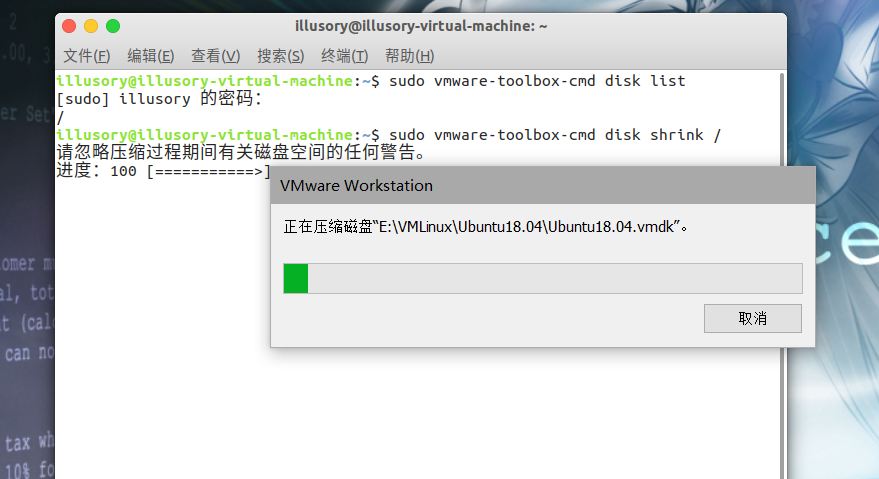 illusory@illusory-virtual-machine: ~
文件(F) 编辑(E) 查看(V) 搜索(S) 终端(T) 帮助(H)
illusory@illusory-virtual-machine:~$ sudo vmware-toolbox-cmd disk list
[sudo] illusory 的密码：
/
illusory@illusory-virtual-machine:~$ sudo vmware-toolbox-cmd disk shrink /
请忽略压缩过程期间有关磁盘空间的任何警告。
进度：100 [===========>]
VMware Workstation
正在压缩磁盘“E:\VMLinux\Ubuntu18.04\Ubuntu18.04.vmdk”。
取消
2
.00, 3
er Set
tomer m
al, tot
t (calc
can no
tax wh
10% fo
ce